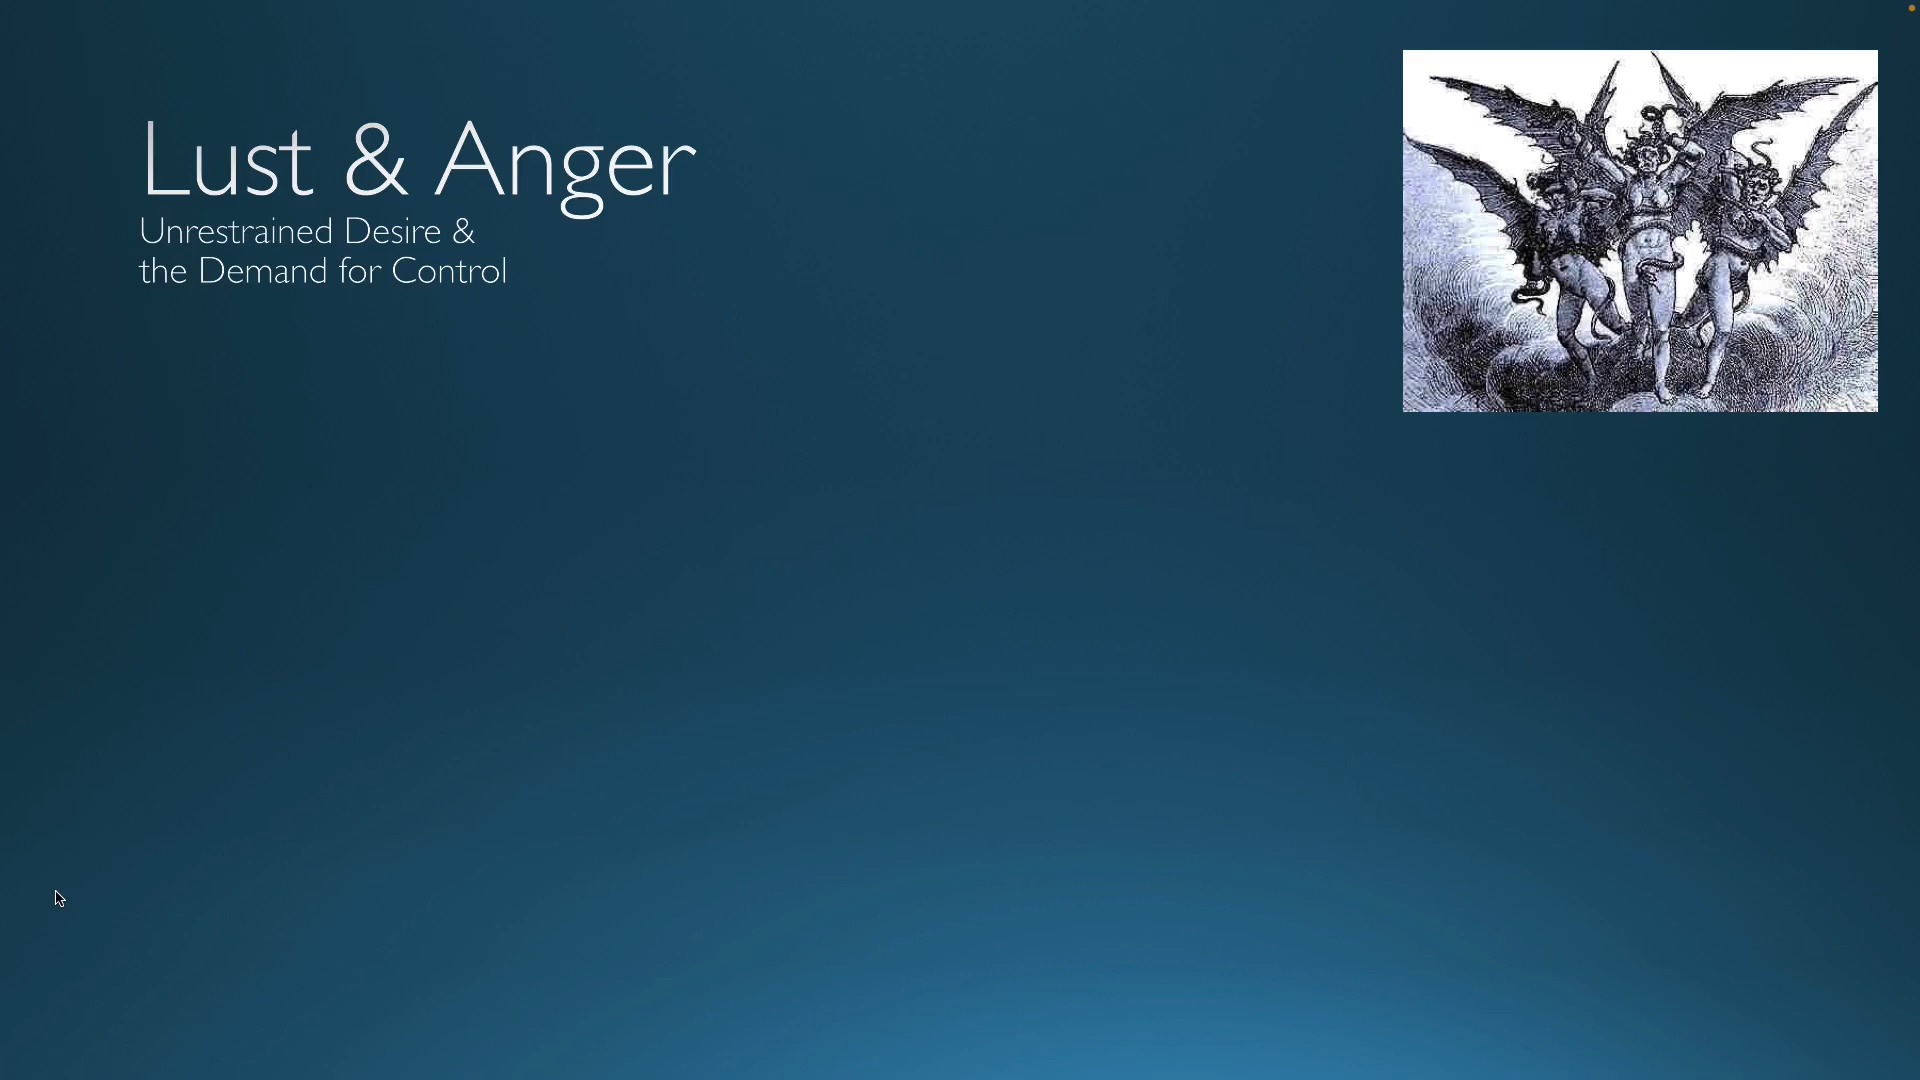 Lust & Anger
Unrestrained Desire &
the Demand for Control